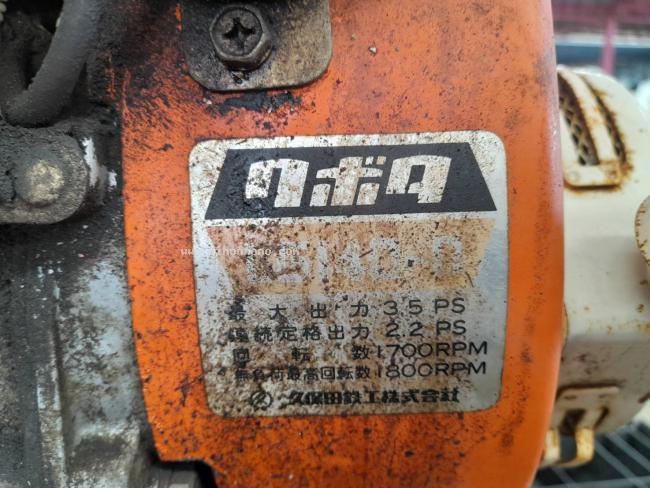 クボタ
最大出力 3.5 PS
連続定格出力 2.2 PS
回転数 1700RPM
無負荷最高回転数 1800RPM
久保田鉄工株式会社